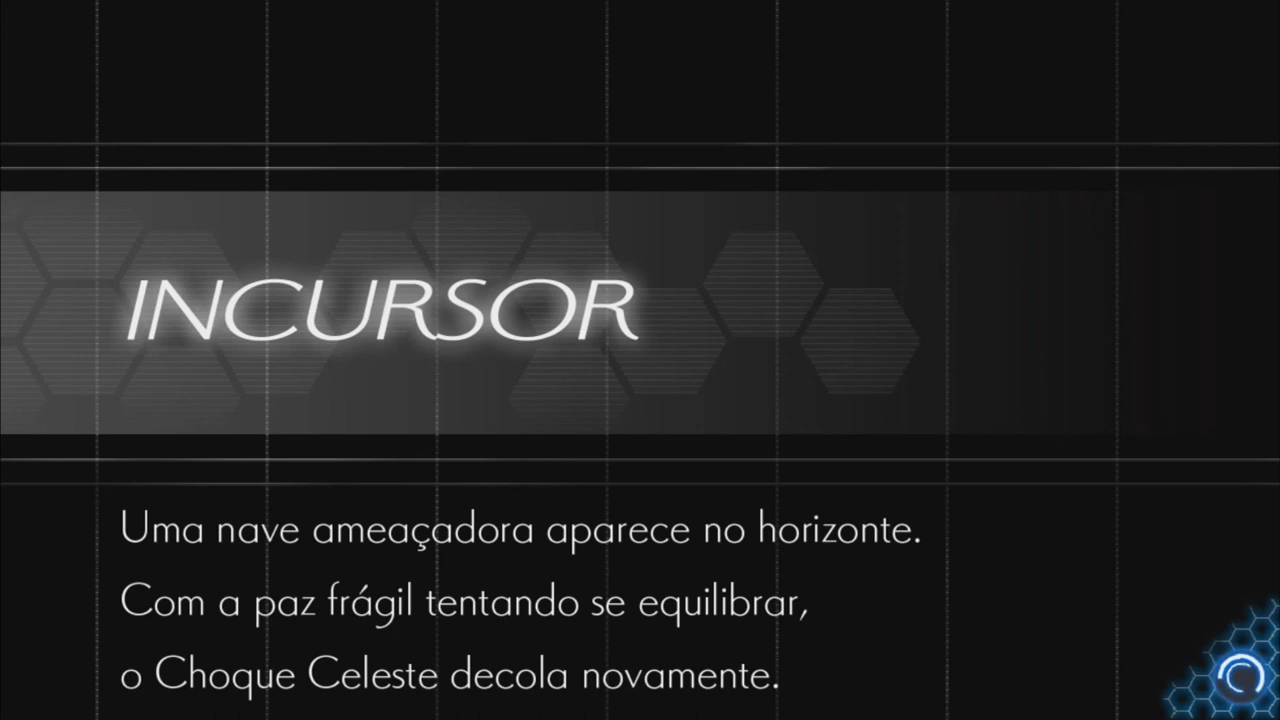 INCURSOR
Uma nave ameaçadora aparece no horizonte.
Com a paz frágil tentando se equilibrar,
o Choque Celeste decola novamente.